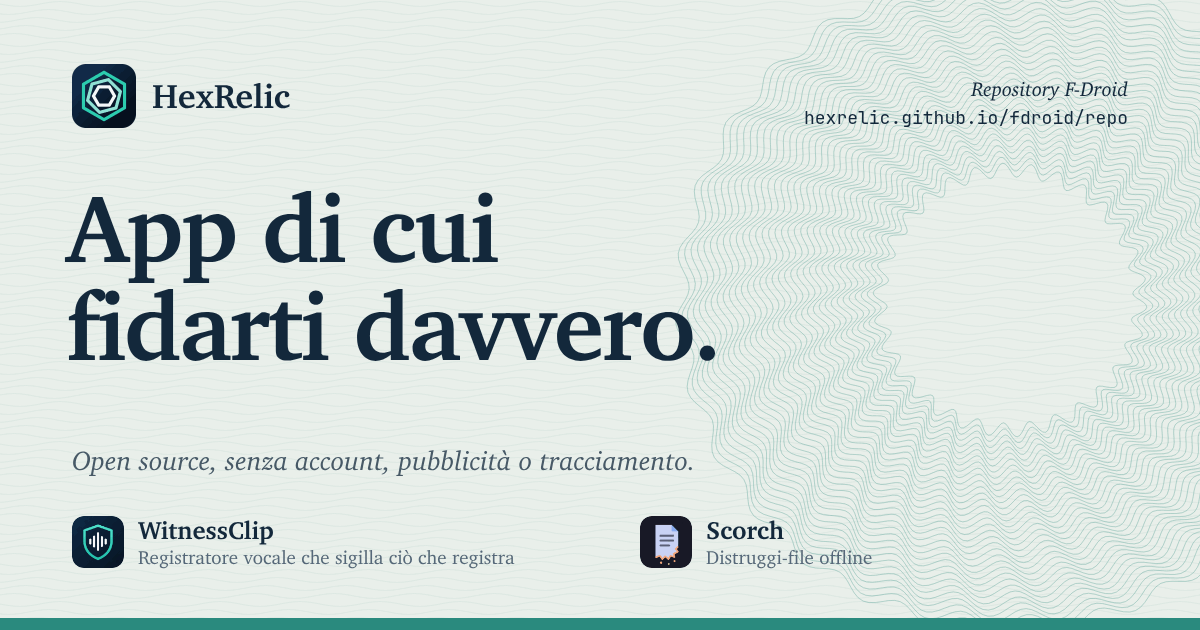 HexRelic
Repository F-Droid
hexrelic.github.io/fdroid/repo
App di cui
fidarti davvero.
Open source, senza account, pubblicità o tracciamento.
WitnessClip
Registratore vocale che sigilla ciò che registra
Scorch
Distruggi-file offline